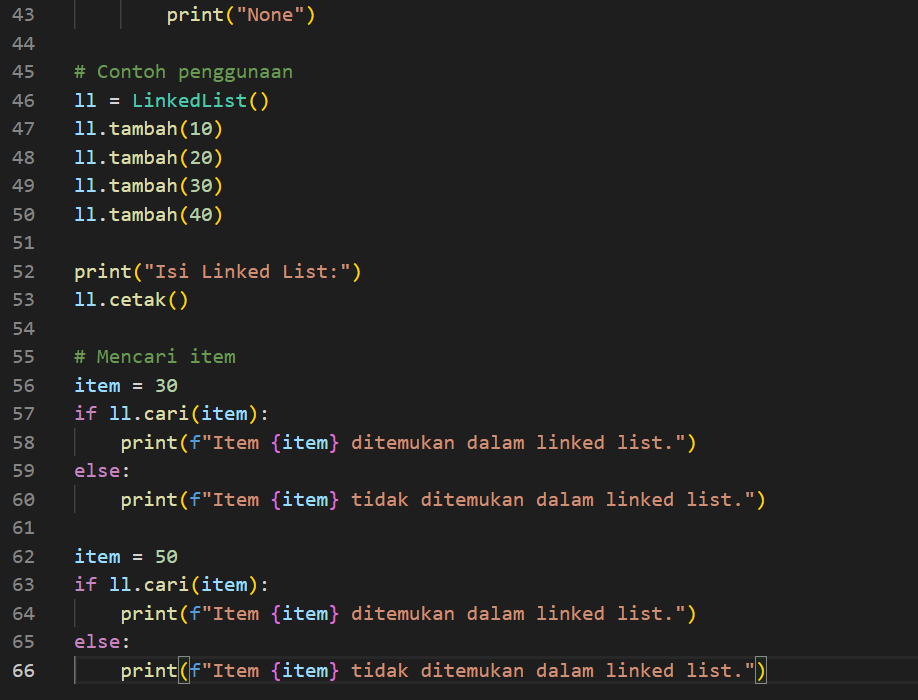 43 print("None")
44
45 # Contoh penggunaan
46 ll = LinkedList()
47 ll.tambah(10)
48 ll.tambah(20)
49 ll.tambah(30)
50 ll.tambah(40)
51
52 print("Isi Linked List:")
53 ll.cetak()
54
55 # Mencari item
56 item = 30
57 if ll.cari(item):
58 print(f"Item {item} ditemukan dalam linked list.")
59 else:
60 print(f"Item {item} tidak ditemukan dalam linked list.")
61
62 item = 50
63 if ll.cari(item):
64 print(f"Item {item} ditemukan dalam linked list.")
65 else:
66 print(f"Item {item} tidak ditemukan dalam linked list.")